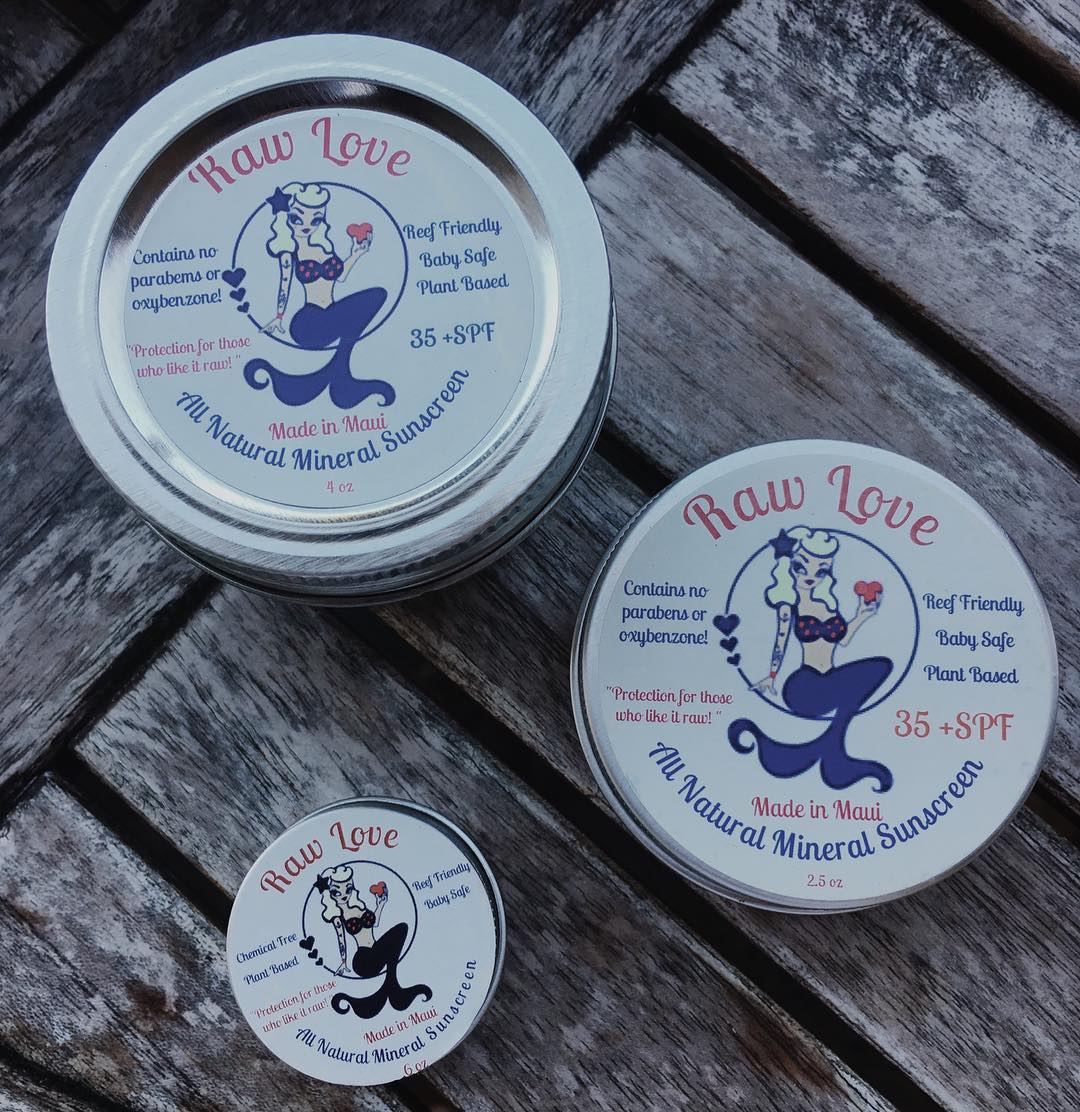 Raw Love
Contains no
parabems or
oxybenzone!
Reef Friendly
Baby Safe
Plant Based
35 +SPF
"Protection for those
who like it raw! "
Made in Maui
All Natural Mineral Sunscreen
4 oz
Raw Love
Contains no
parabens or
oxybenzone!
Reef Friendly
Baby Safe
Plant Based
"Protection for those
who like it raw! "
35 +SPF
Made in Maui
All Natural Mineral Sunscreen
2.5 oz
Raw Love
Reef Friendly
Baby Safe
Chemical Free
Plant Based
"Protection for those
who like it raw! "
Made in Maui
All Natural Mineral Sunscreen
6 oz